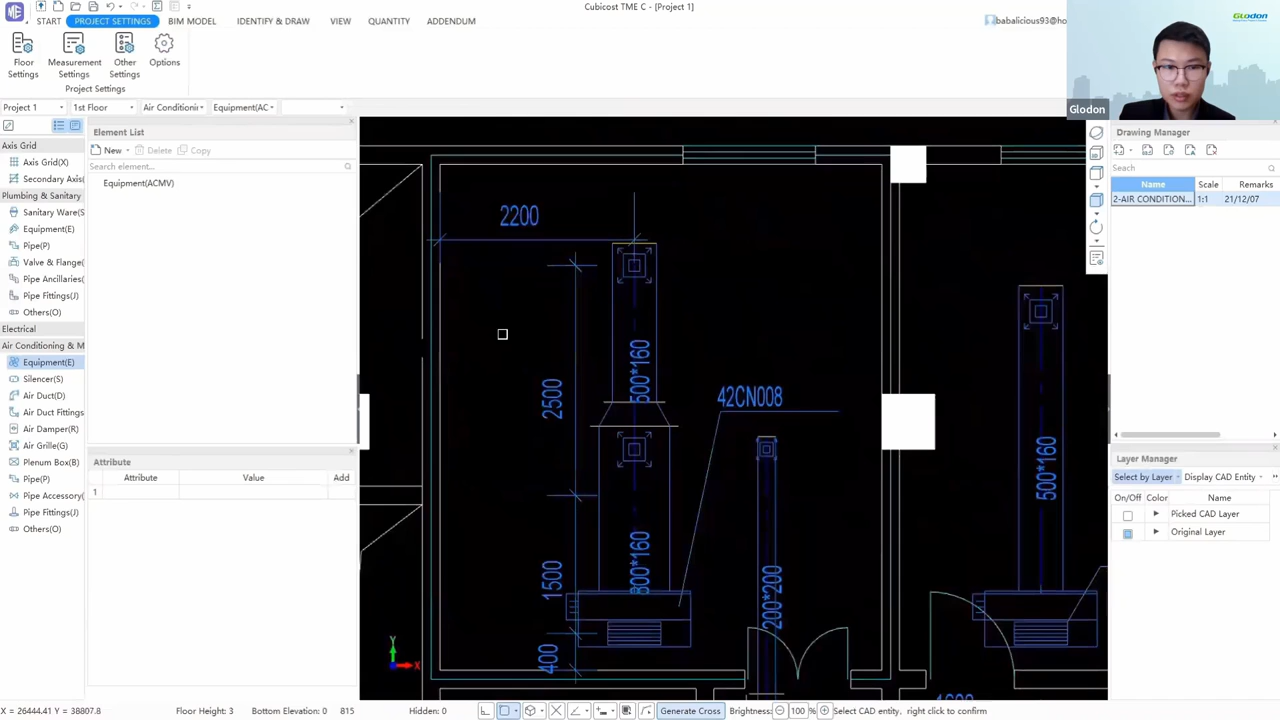 Cubicost TME C - [Project 1]
START
PROJECT SETTINGS
BIM MODEL
IDENTIFY & DRAW
VIEW
QUANTITY
ADDENDUM
babalicious93@ho
Glodon
Floor Settings
Measurement Settings
Other Settings
Options
Project Settings
Glodon
Project 1
1st Floor
Air Conditioni
Equipment(AC
Axis Grid
Axis Grid(X)
Secondary Axis(
Plumbing & Sanitary
Sanitary Ware(S
Equipment(E)
Pipe(P)
Valve & Flange(
Pipe Ancillaries(
Pipe Fittings(J)
Others(O)
Electrical
Air Conditioning & M
Equipment(E)
Silencer(S)
Air Duct(D)
Air Duct Fittings
Air Damper(R)
Air Grille(G)
Plenum Box(B)
Pipe(P)
Pipe Accessory(
Pipe Fittings(J)
Others(O)
Element List
New
Delete
Copy
Search element...
Equipment(ACMV)
Attribute
Attribute
Value
Add
1
2200
2500
500*160
42CN008
800*160
1500
400
200*200
500*160
Y
X
Drawing Manager
Search
Name
Scale
Remarks
2-AIR CONDITION...
1:1
21/12/07
Layer Manager
Select by Layer
Display CAD Entity
On/Off
Color
Name
Picked CAD Layer
Original Layer
X = 26444.41 Y = 38807.8
Floor Height: 3
Bottom Elevation: 0
815
Hidden: 0
Generate Cross
Brightness:
100
%
Select CAD entity, right click to confirm